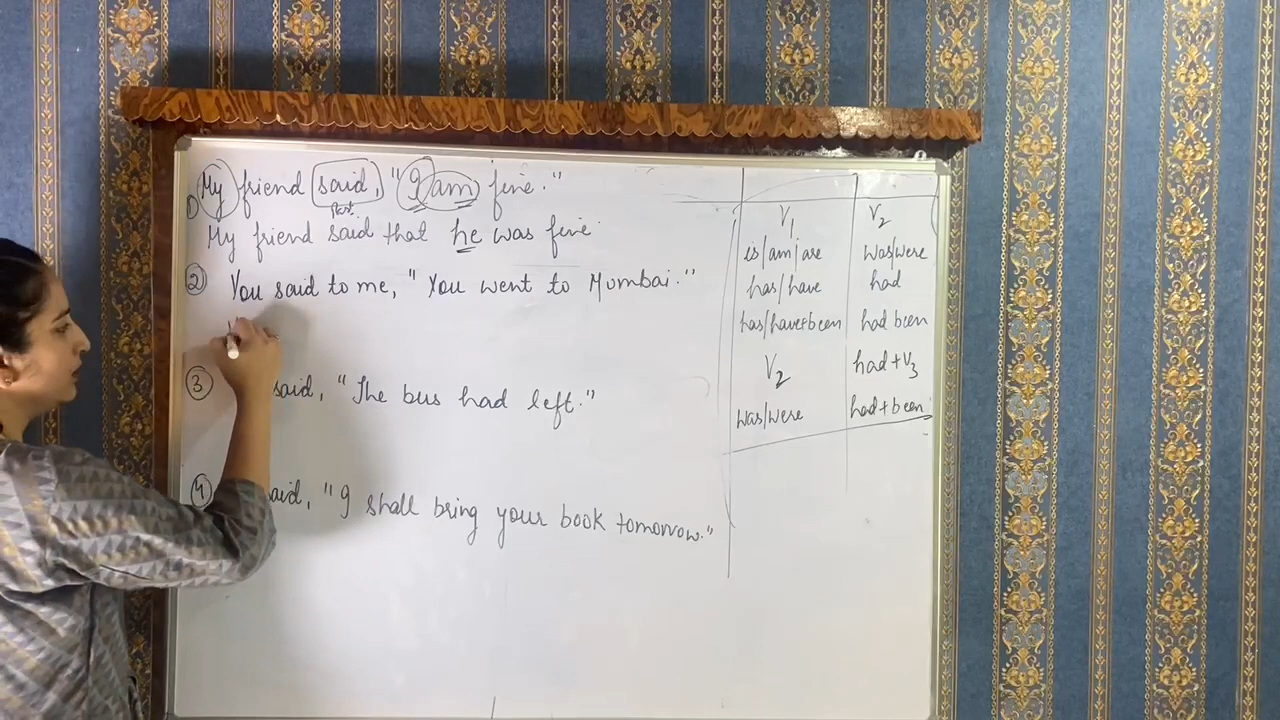 ① My friend said, "I am fine."
Past.
My friend said that he was fine
② You said to me, "You went to Mumbai."
③ said, "The bus had left."
④ said, "I shall bring your book tomorrow."
V1 V2
is/am/are was/were
has/have had
has/have+been had been
V2 had+V3
was/were had+been